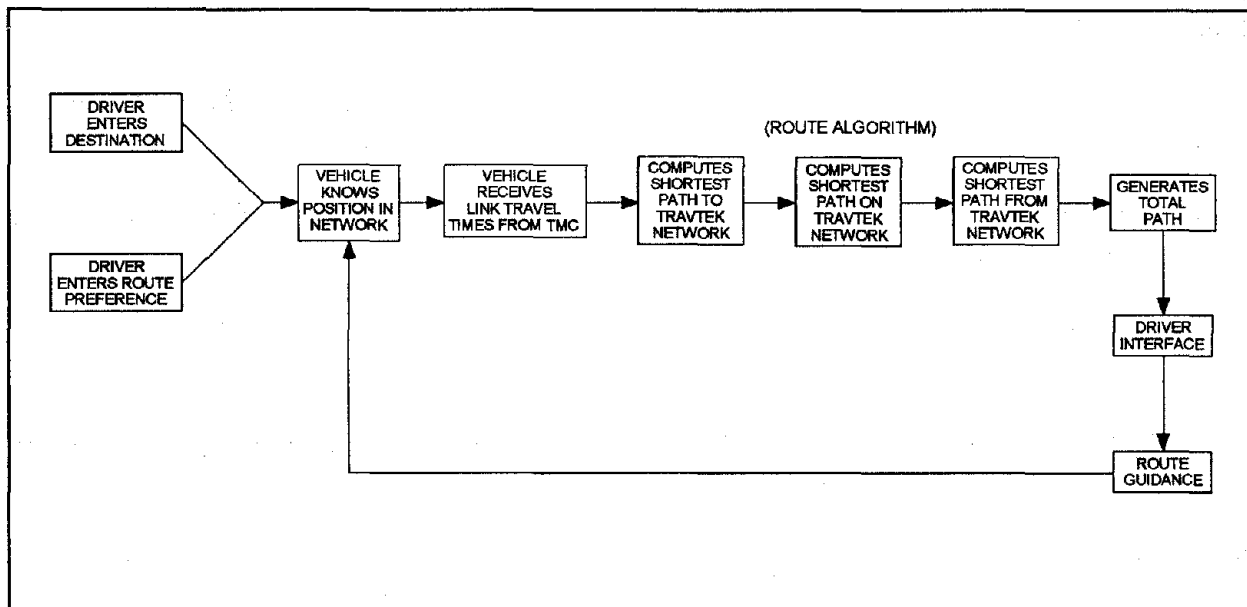 DRIVER
ENTERS
DESTINATION
DRIVER
ENTERS ROUTE
PREFERENCE
VEHICLE
KNOWS
POSITION IN
NETWORK
VEHICLE
RECEIVES
LINK TRAVEL
TIMES FROM TMC
(ROUTE ALGORITHM)
COMPUTES
SHORTEST
PATH TO
TRAVTEK
NETWORK
COMPUTES
SHORTEST
PATH ON
TRAVTEK
NETWORK
COMPUTES
SHORTEST
PATH FROM
TRAVTEK
NETWORK
GENERATES
TOTAL
PATH
DRIVER
INTERFACE
ROUTE
GUIDANCE